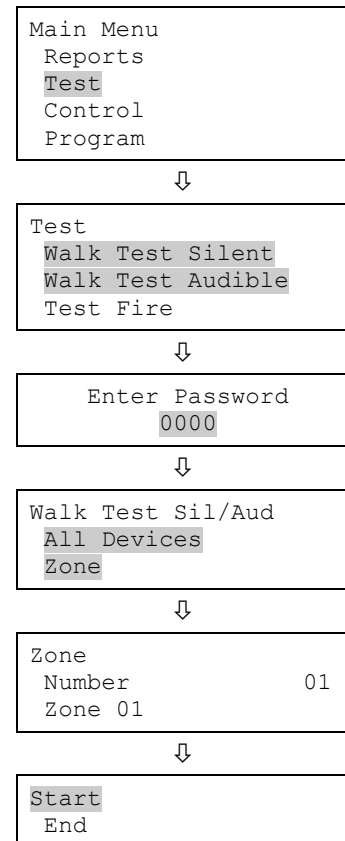 Main Menu
Reports
Test
Control
Program
⇩
Test
Walk Test Silent
Walk Test Audible
Test Fire
⇩
Enter Password
0000
⇩
Walk Test Sil/Aud
All Devices
Zone
⇩
Zone
Number 01
Zone 01
⇩
Start
End